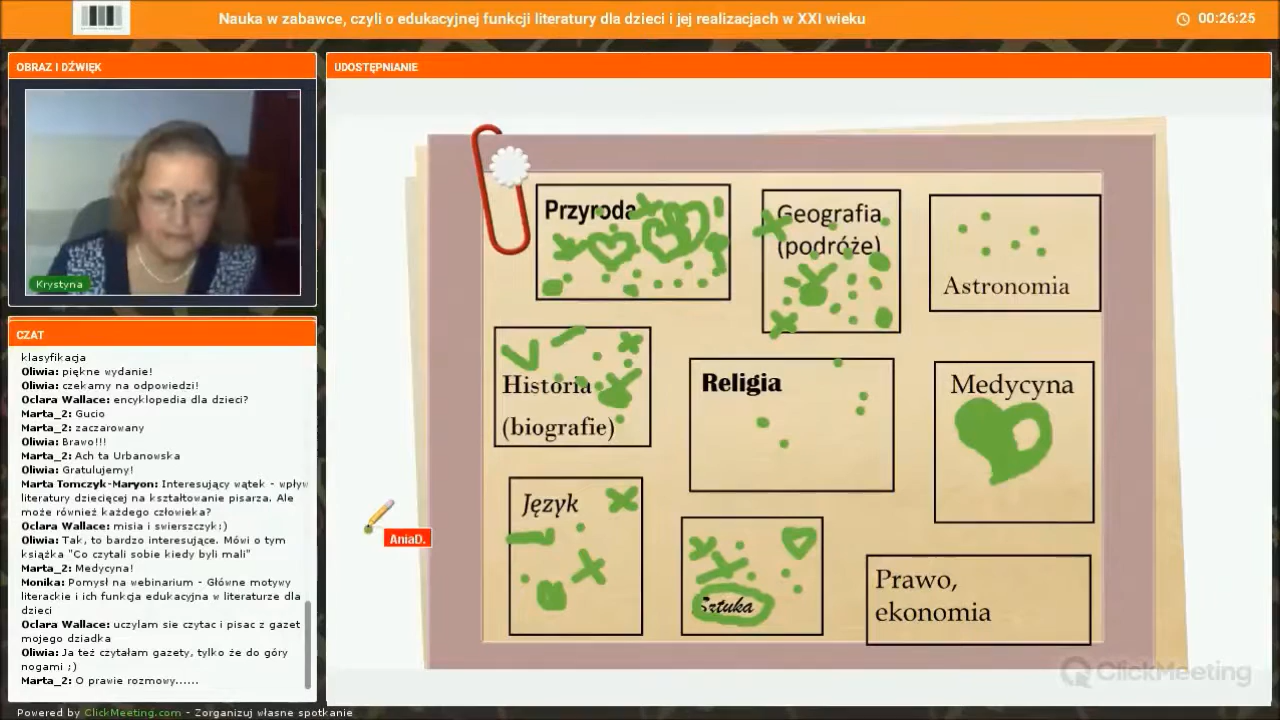 Nauka w zabawce, czyli o edukacyjnej funkcji literatury dla dzieci i jej realizacjach w XXI wieku
00:26:25
OBRAZ I DŹWIĘK
Krystyna
CZAT
klasyfikacja
Oliwia: piękne wydanie!
Oliwia: czekamy na odpowiedzi!
Oclara Wallace: encyklopedia dla dzieci?
Marta_2: Gucio
Marta_2: zaczarowany
Oliwia: Brawo!!!
Marta_2: Ach ta Urbanowska
Oliwia: Gratulujemy!
Marta Tomczyk-Maryon: Interesujący wątek - wpływ
literatury dziecięcej na kształtowanie pisarza. Ale
może również każdego człowieka?
Oclara Wallace: misia i swierszczyk:)
Oliwia: Tak, to bardzo interesujące. Mówi o tym
książka "Co czytali sobie kiedy byli mali"
Marta_2: Medycyna!
Monika: Pomysł na webinarium - Główne motywy
literackie i ich funkcja edukacyjna w literaturze dla
dzieci
Oclara Wallace: uczylam sie czytac i pisac z gazet
mojego dziadka
Oliwia: Ja też czytałam gazety, tylko że do góry
nogami ;)
Marta_2: O prawie rozmowy......
UDOSTĘPNIANIE
Przyroda
Geografia
(podróże)
Astronomia
Historia
(biografie)
Religia
Medycyna
Język
Sztuka
Prawo,
ekonomia
AniaD.
ClickMeeting
Powered by ClickMeeting.com - Zorganizuj własne spotkanie